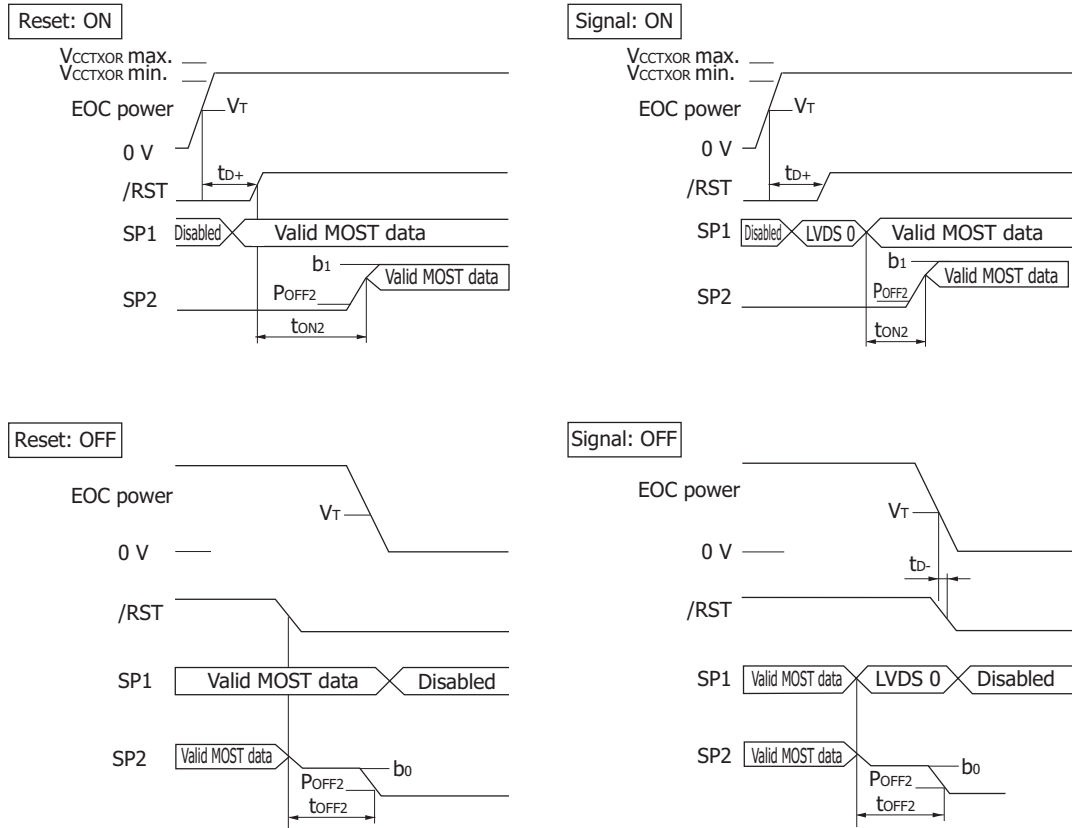 Reset: ON
VCCTXOR max.
VCCTXOR min.
EOC power
VT
0 V
tD+
/RST
SP1
Disabled
Valid MOST data
b1
Valid MOST data
POFF2
SP2
tON2
Signal: ON
VCCTXOR max.
VCCTXOR min.
EOC power
VT
0 V
tD+
/RST
SP1
Disabled
LVDS 0
Valid MOST data
b1
Valid MOST data
POFF2
SP2
tON2
Reset: OFF
EOC power
VT
0 V
/RST
SP1
Valid MOST data
Disabled
SP2
Valid MOST data
b0
POFF2
tOFF2
Signal: OFF
EOC power
VT
0 V
tD-
/RST
SP1
Valid MOST data
LVDS 0
Disabled
SP2
Valid MOST data
b0
POFF2
tOFF2